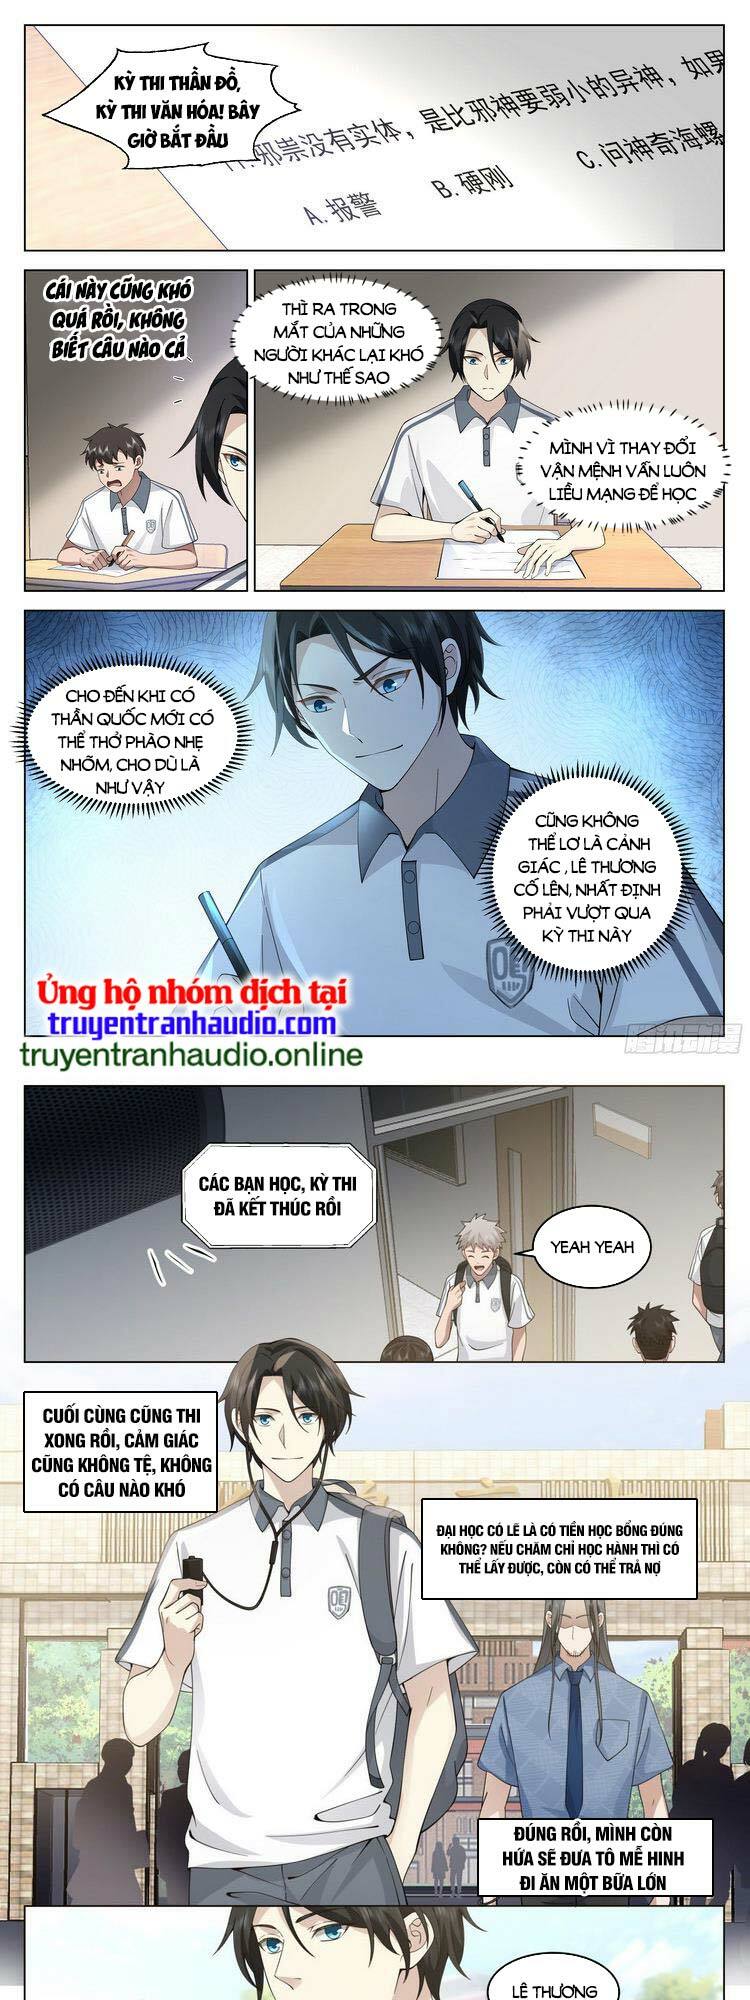 KỲ THI THẦN ĐỒ,
KỲ THI VĂN HÓA! BÂY
GIỜ BẮT ĐẦU
邪祟没有实体，是比邪神要弱小的异神，如果
A.报警
B.硬刚
C.问神奇海螺
CÁI NÀY CŨNG KHÓ
QUÁ RỒI, KHÔNG
BIẾT CÂU NÀO CẢ
THÌ RA TRONG
MẮT CỦA NHỮNG
NGƯỜI KHÁC LẠI KHÓ
NHƯ THẾ SAO
MÌNH VÌ THAY ĐỔI
VẬN MỆNH VẪN LUÔN
LIỀU MẠNG ĐỂ HỌC
CHO ĐẾN KHI CÓ
THẦN QUỐC MỚI CÓ
THỂ THỞ PHÀO NHẸ
NHÕM, CHO DÙ LÀ
NHƯ VẬY
CŨNG KHÔNG
THỂ LƠ LÀ CẢNH
GIÁC , LÊ THƯƠNG
CỐ LÊN, NHẤT ĐỊNH
PHẢI VƯỢT QUA
KỲ THI NÀY
Ủng hộ nhóm dịch tại
truyentranhaudio.com
truyentranhaudio.online
腾讯动漫
CÁC BẠN HỌC, KỲ THI
ĐÃ KẾT THÚC RỒI
YEAH YEAH
CUỐI CÙNG CŨNG THI
XONG RỒI, CẢM GIÁC
CŨNG KHÔNG TỆ, KHÔNG
CÓ CÂU NÀO KHÓ
ĐẠI HỌC CÓ LẼ LÀ CÓ TIỀN HỌC BỔNG ĐÚNG
KHÔNG? NẾU CHĂM CHỈ HỌC HÀNH THÌ CÓ
THỂ LẤY ĐƯỢC, CÒN CÓ THỂ TRẢ NỢ
ĐÚNG RỒI, MÌNH CÒN
HỨA SẼ ĐƯA TÔ MỄ HINH
ĐI ĂN MỘT BỮA LỚN
LÊ THƯƠNG